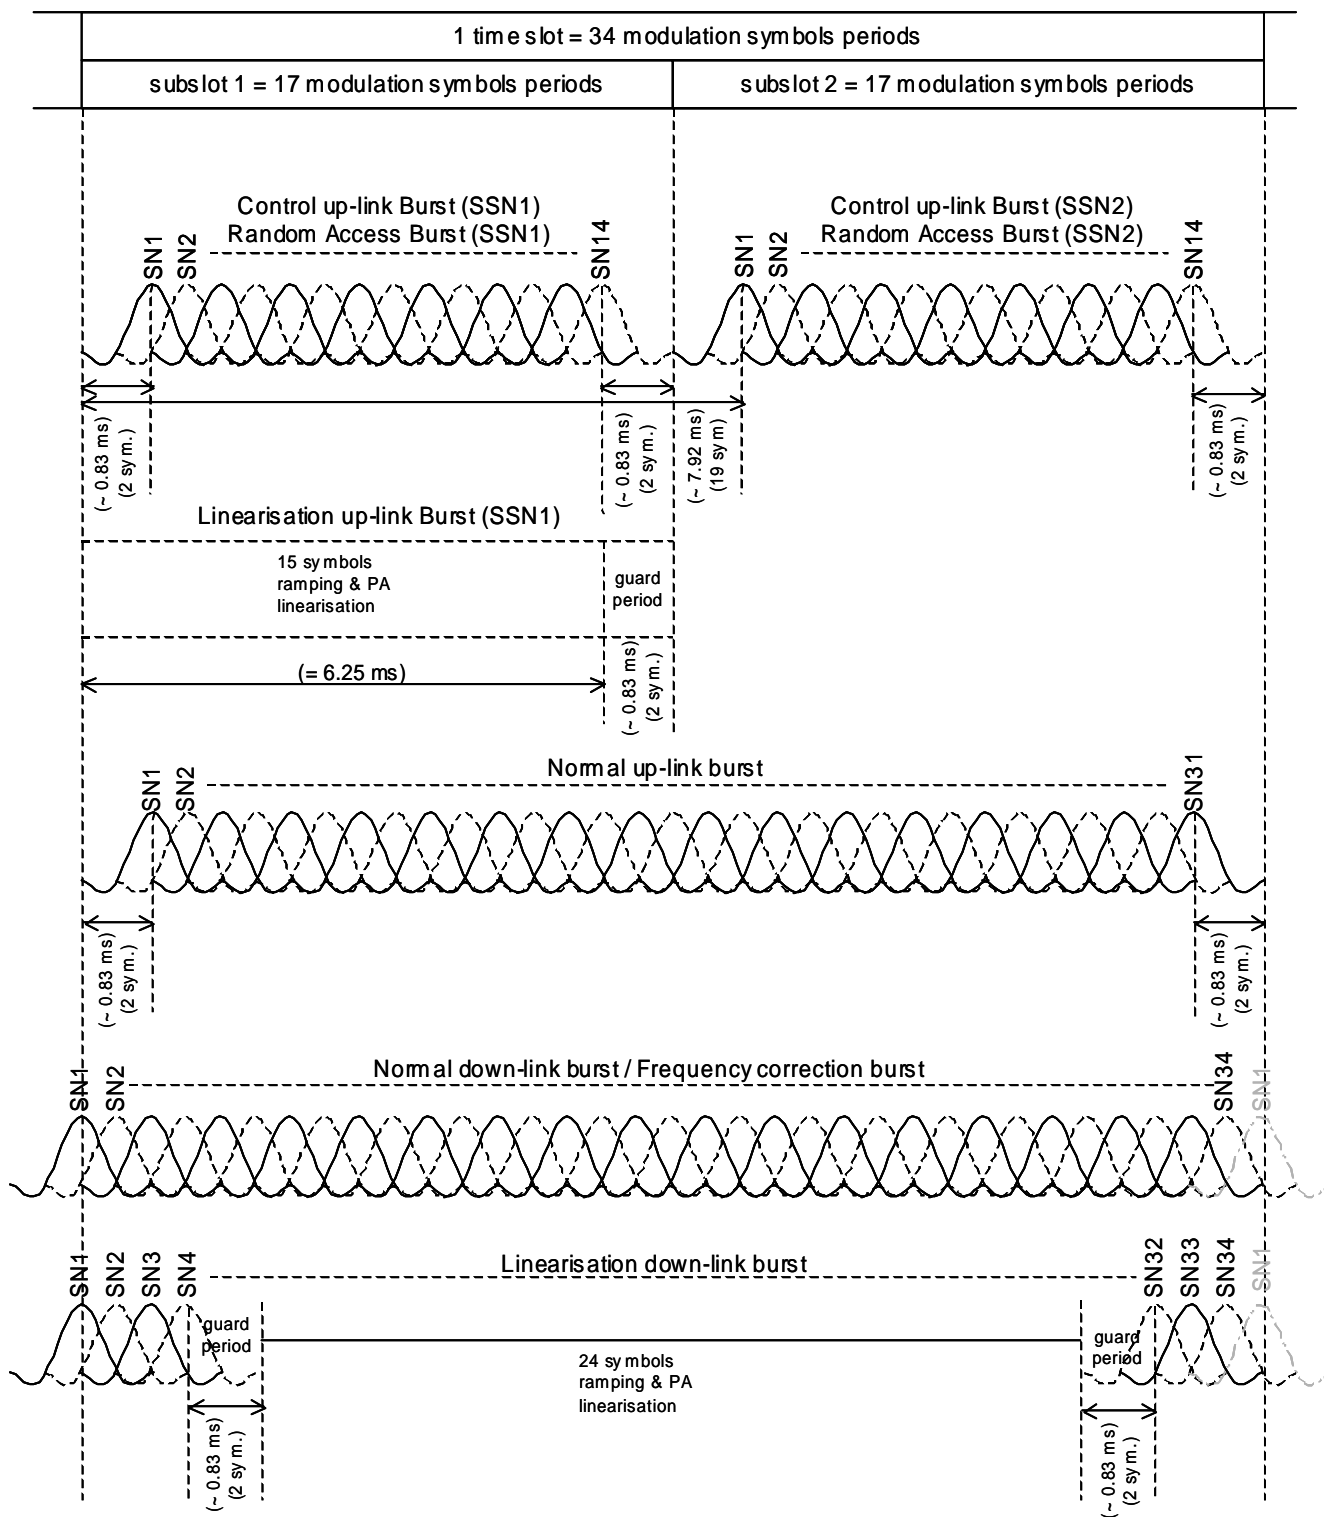 1 time slot = 34 modulation symbols periods
subslot 1 = 17 modulation symbols periods
subslot 2 = 17 modulation symbols periods
Control up-link Burst (SSN1)
Random Access Burst (SSN1)
SN1
SN2
SN14
Control up-link Burst (SSN2)
Random Access Burst (SSN2)
SN1
SN2
SN14
(~ 0.83 ms)
(2 sym.)
(~ 0.83 ms)
(2 sym.)
(~ 7.92 ms)
(19 sym)
(~ 0.83 ms)
(2 sym.)
Linearisation up-link Burst (SSN1)
15 symbols
ramping & PA
linearisation
guard
period
(= 6.25 ms)
(~ 0.83 ms)
(2 sym.)
Normal up-link burst
SN1
SN2
SN31
(~ 0.83 ms)
(2 sym.)
(~ 0.83 ms)
(2 sym.)
Normal down-link burst / Frequency correction burst
SN1
SN2
SN34
SN1
Linearisation down-link burst
SN1
SN2
SN3
SN4
SN32
SN33
SN34
SN1
guard
period
24 symbols
ramping & PA
linearisation
guard
period
(~ 0.83 ms)
(2 sym.)
(~ 0.83 ms)
(2 sym.)